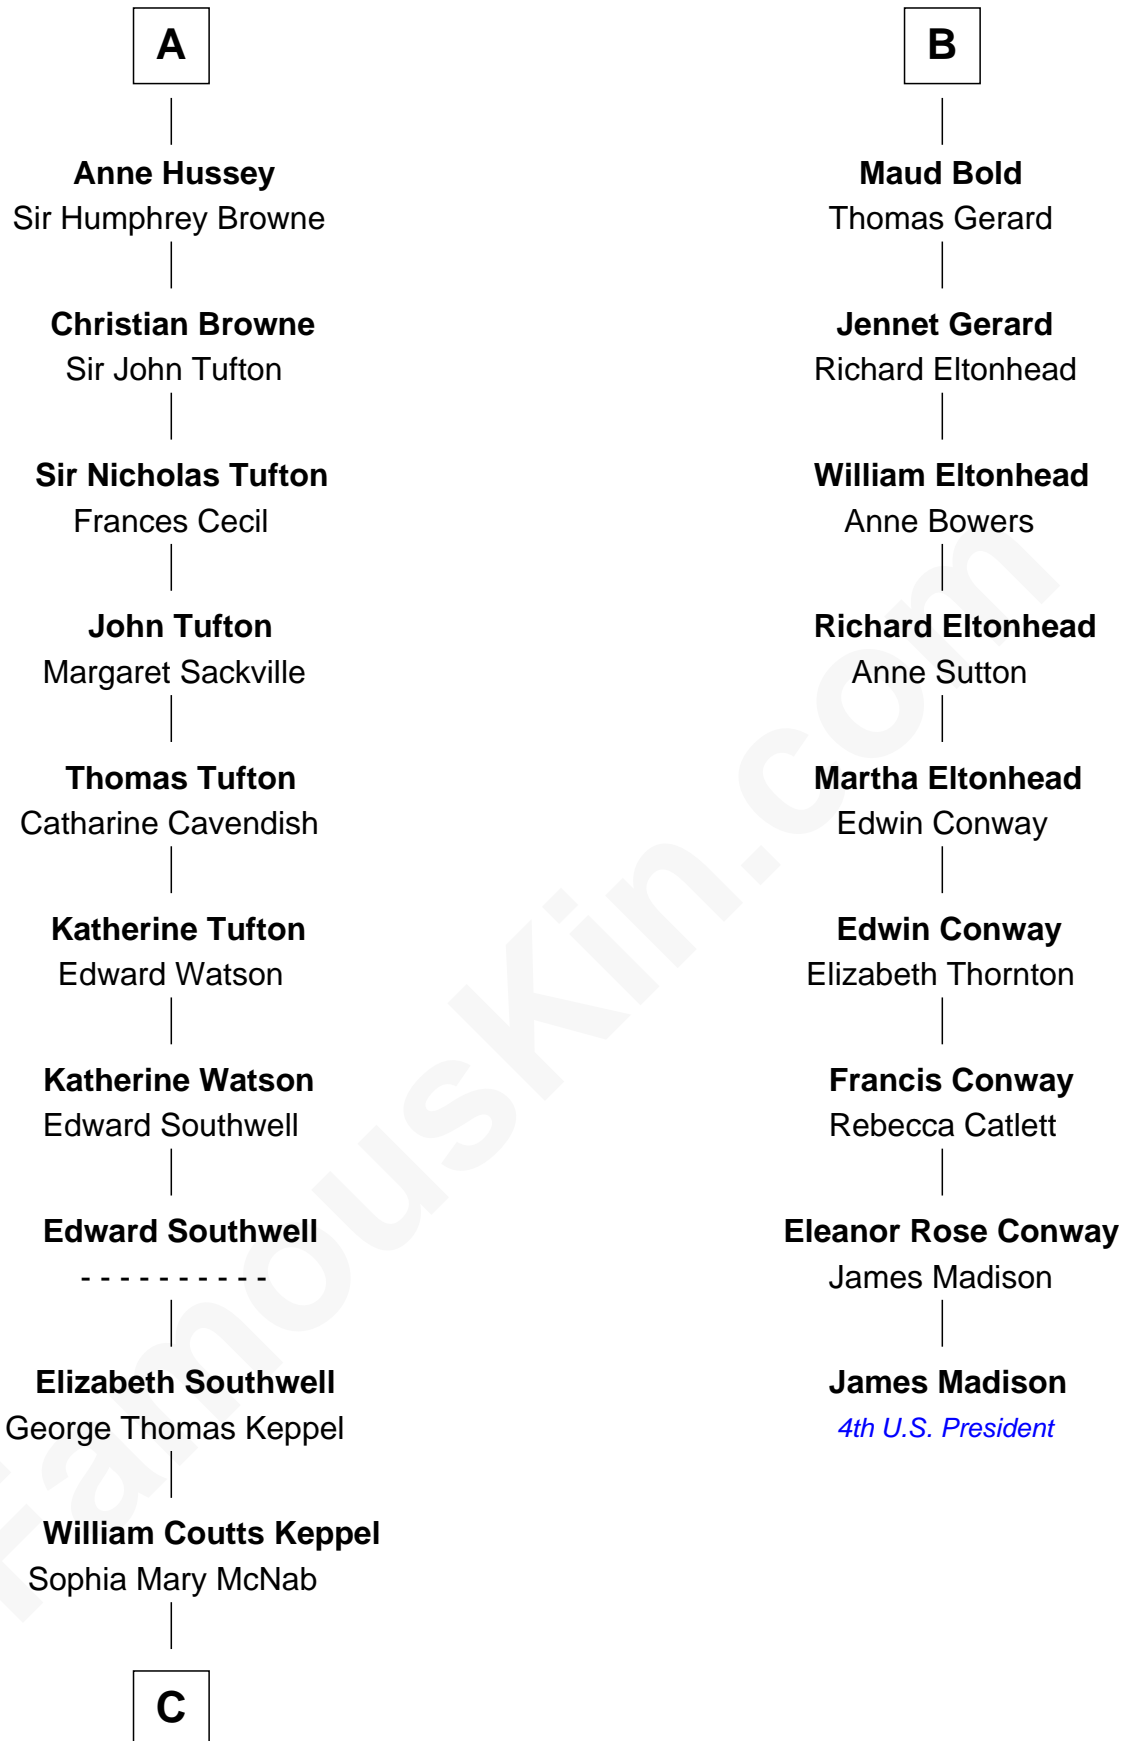 A
Anne Hussey
Sir Humphrey Browne
Christian Browne
Sir John Tufton
Sir Nicholas Tufton
Frances Cecil
John Tufton
Margaret Sackville
Thomas Tufton
Catharine Cavendish
Katherine Tufton
Edward Watson
Katherine Watson
Edward Southwell
Edward Southwell
- - - - - - - - - -
Elizabeth Southwell
George Thomas Keppel
William Coutts Keppel
Sophia Mary McNab
C
B
Maud Bold
Thomas Gerard
Jennet Gerard
Richard Eltonhead
William Eltonhead
Anne Bowers
Richard Eltonhead
Anne Sutton
Martha Eltonhead
Edwin Conway
Edwin Conway
Elizabeth Thornton
Francis Conway
Rebecca Catlett
Eleanor Rose Conway
James Madison
James Madison
4th U.S. President
FamousKin.com